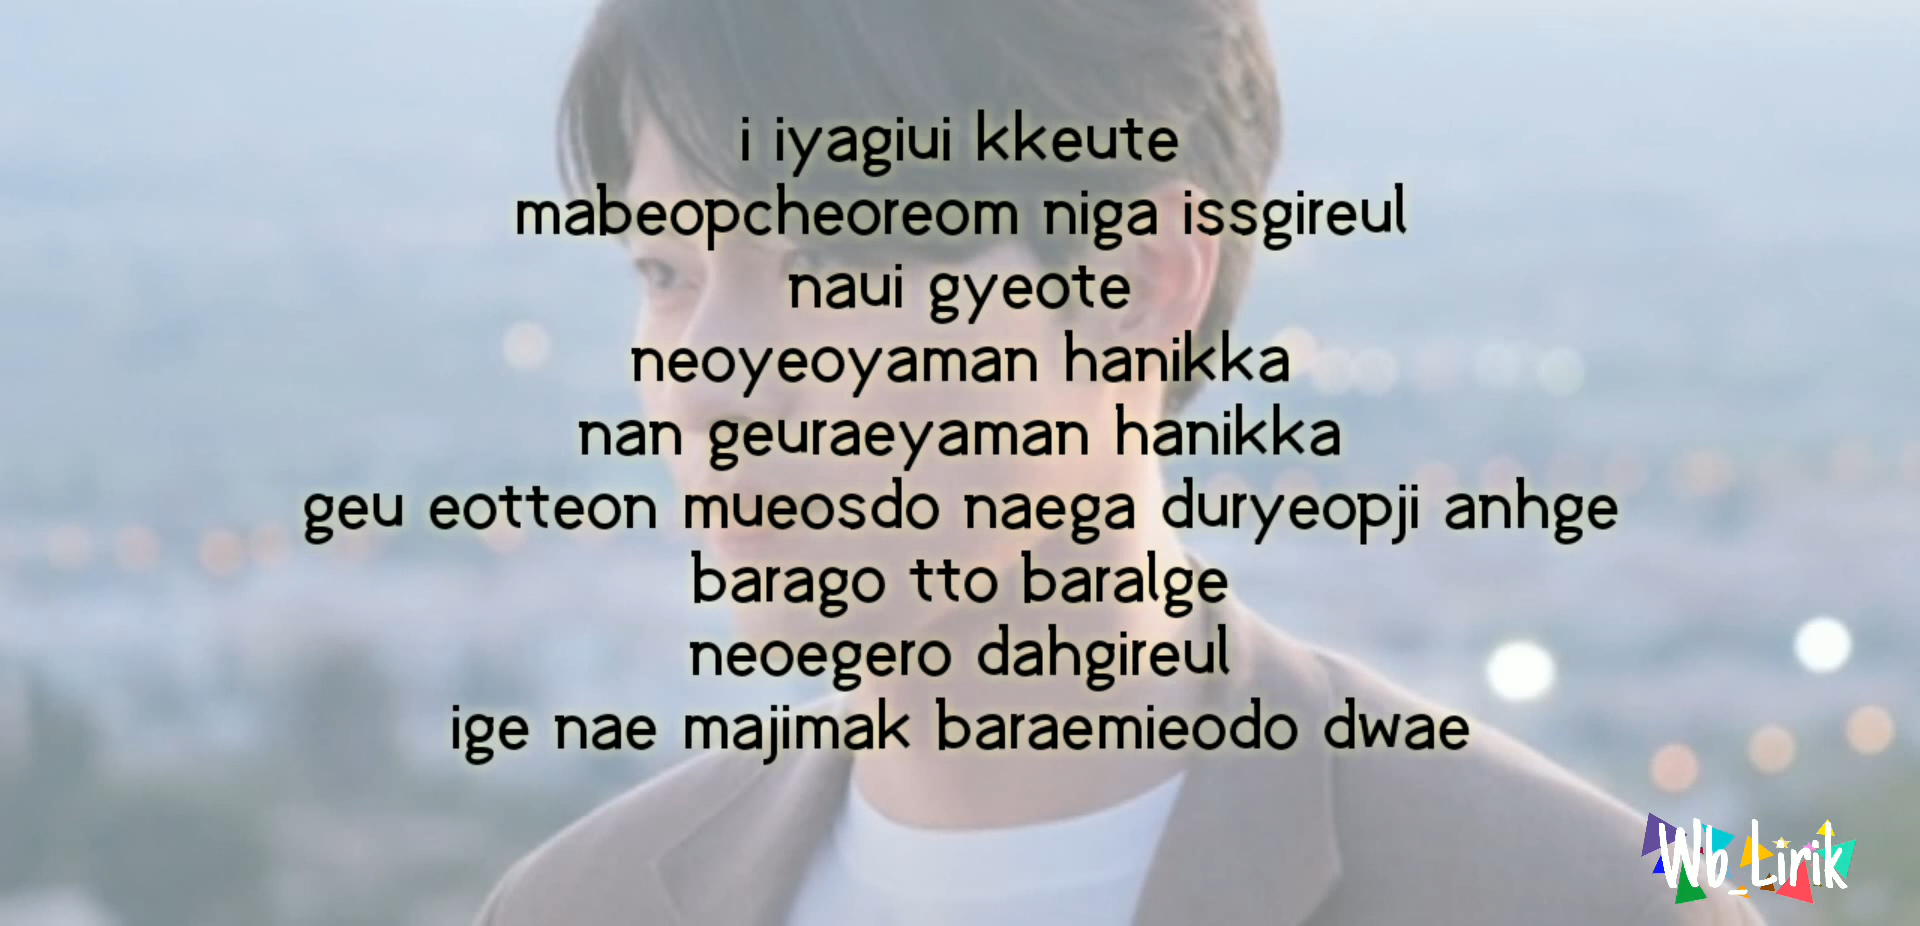 i iyagiui kkeute
mabeopcheoreom niga issgireul
naui gyeote
neoyeoyaman hanikka
nan geuraeyaman hanikka
geu eotteon mueosdo naega duryeopji anhge
barago tto baralge
neoegero dahgireul
ige nae majimak baraemieodo dwae
Wb_Lirik